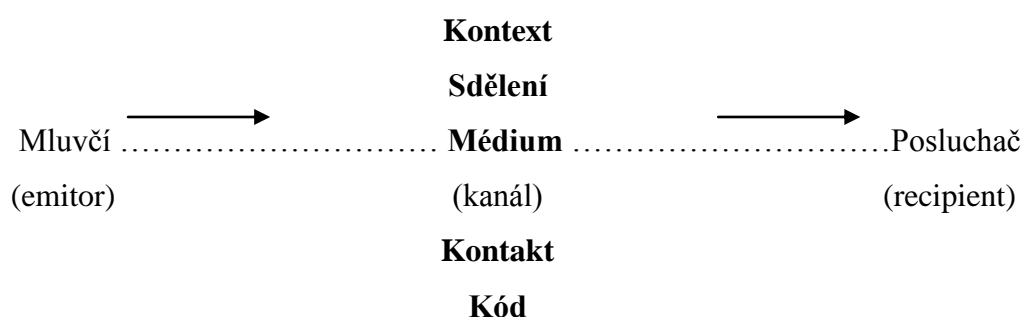 Kontext
Sdělení
Mluvčí ………………………… Médium …………………………Posluchač
(emitor) (kanál) (recipient)
Kontakt
Kód